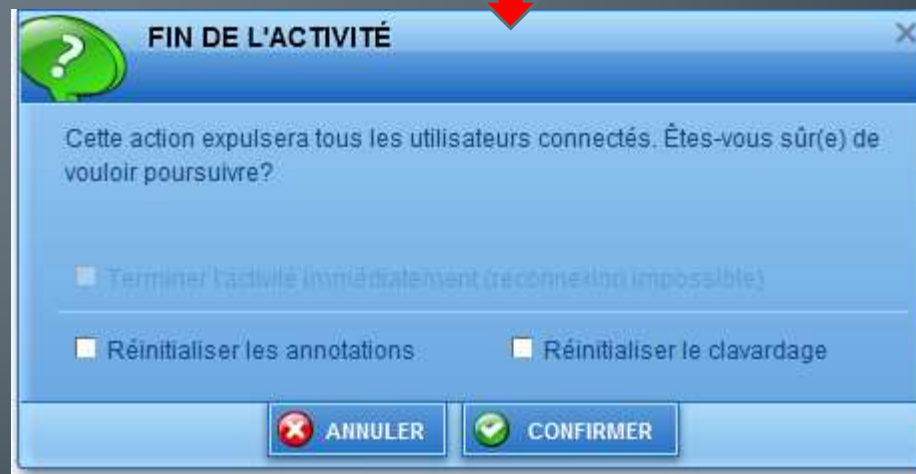 FIN DE L'ACTIVITÉ
Cette action expulsera tous les utilisateurs connectés. Êtes-vous sûr(e) de
vouloir poursuivre?
Terminer l'activité immédiatement (reconnexion impossible)
Réinitialiser les annotations
Réinitialiser le clavardage
ANNULER
CONFIRMER